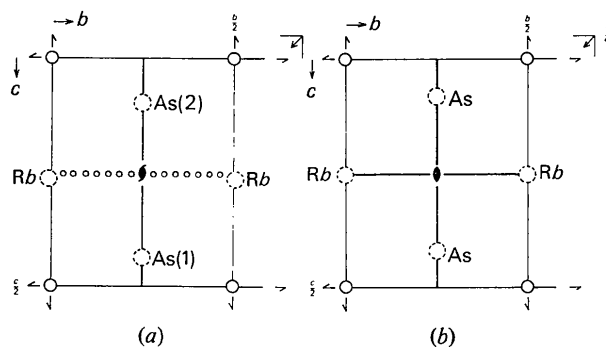 b b/2 b b/2
c c
As(2) As
Rb Rb Rb Rb
As(1) As
c/2 c/2
(a) (b)